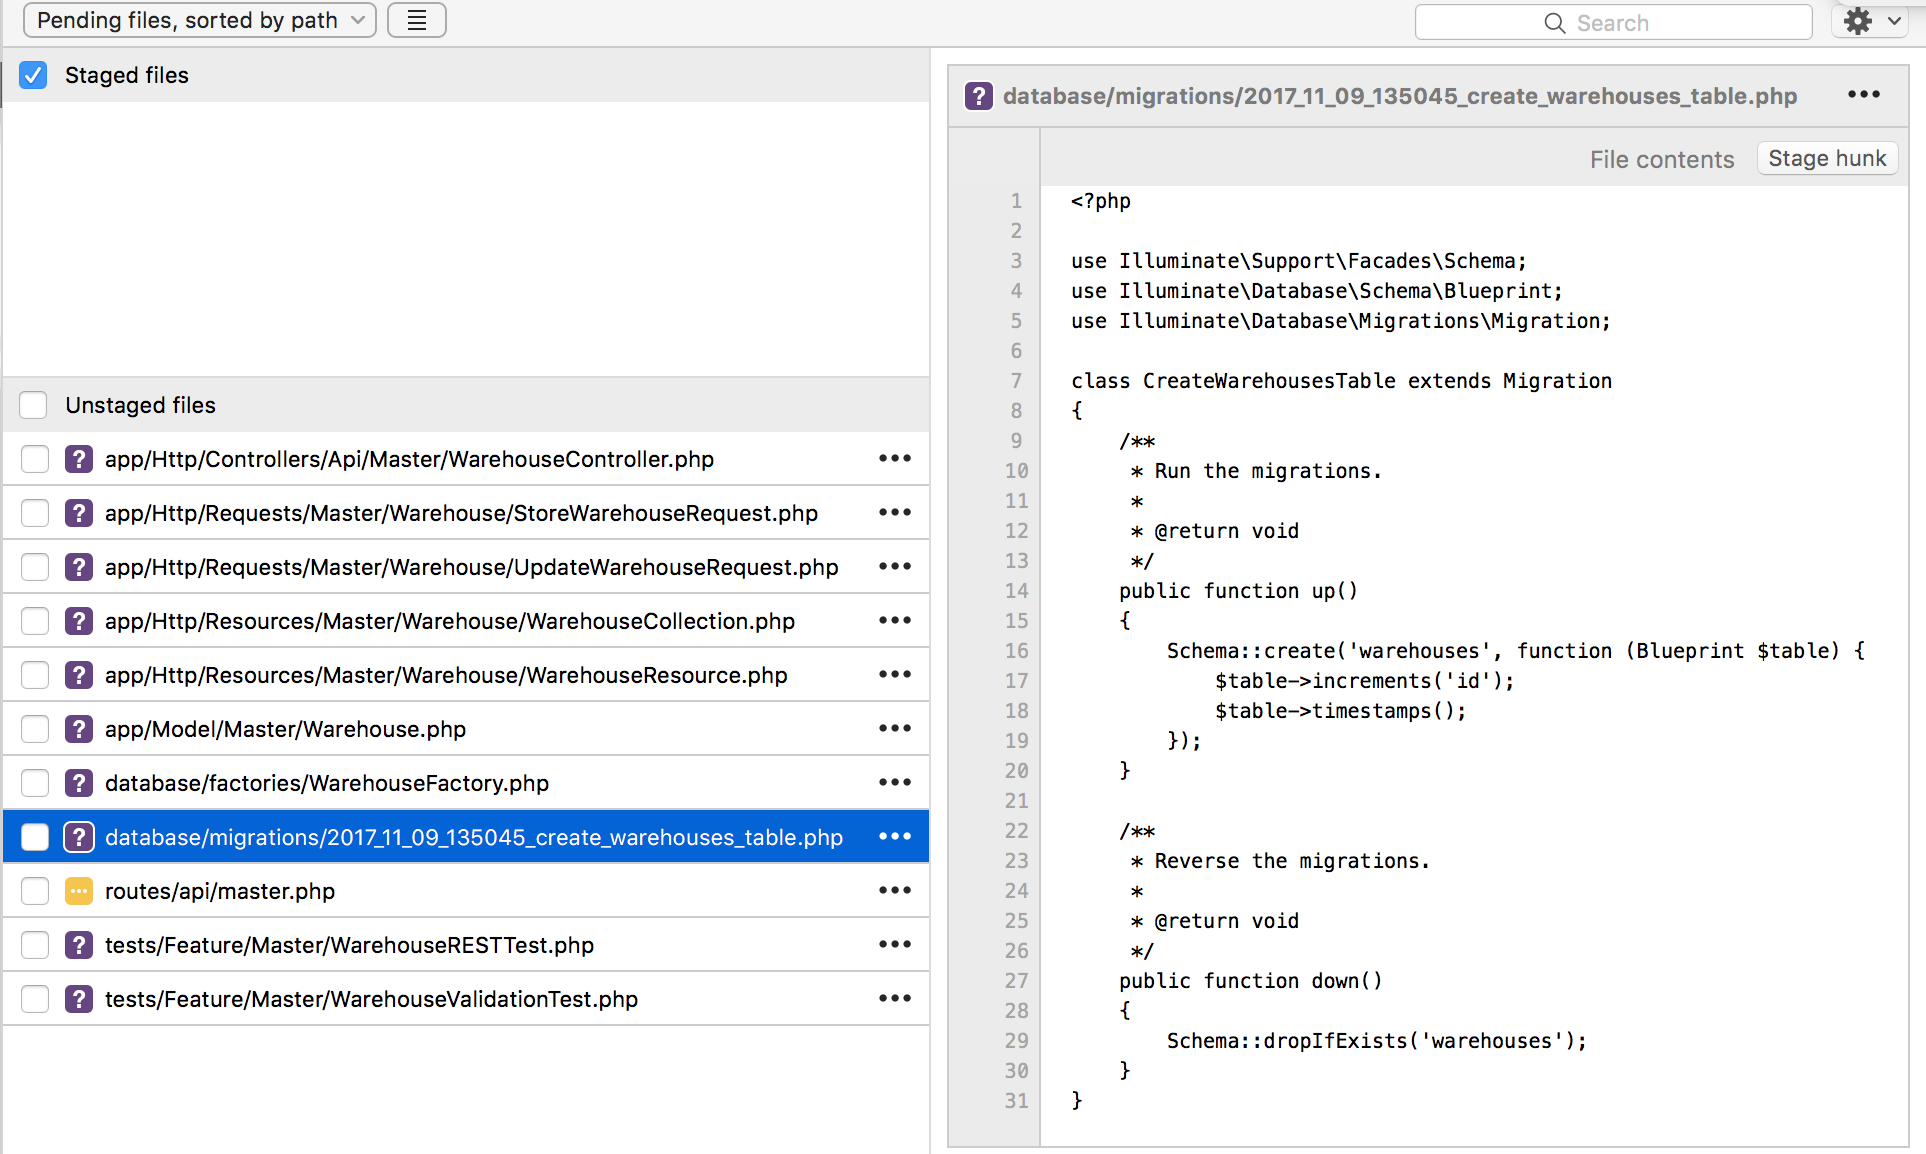 Pending files, sorted by path
Search
Staged files
Unstaged files
? app/Http/Controllers/Api/Master/WarehouseController.php •••
? app/Http/Requests/Master/Warehouse/StoreWarehouseRequest.php •••
? app/Http/Requests/Master/Warehouse/UpdateWarehouseRequest.php •••
? app/Http/Resources/Master/Warehouse/WarehouseCollection.php •••
? app/Http/Resources/Master/Warehouse/WarehouseResource.php •••
? app/Model/Master/Warehouse.php •••
? database/factories/WarehouseFactory.php •••
? database/migrations/2017_11_09_135045_create_warehouses_table.php •••
routes/api/master.php •••
? tests/Feature/Master/WarehouseRESTTest.php •••
? tests/Feature/Master/WarehouseValidationTest.php •••
? database/migrations/2017_11_09_135045_create_warehouses_table.php •••
File contents Stage hunk
1 <?php
2
3 use Illuminate\Support\Facades\Schema;
4 use Illuminate\Database\Schema\Blueprint;
5 use Illuminate\Database\Migrations\Migration;
6
7 class CreateWarehousesTable extends Migration
8 {
9     /**
10      * Run the migrations.
11      *
12      * @return void
13      */
14     public function up()
15     {
16         Schema::create('warehouses', function (Blueprint $table) {
17             $table->increments('id');
18             $table->timestamps();
19         });
20     }
21
22     /**
23      * Reverse the migrations.
24      *
25      * @return void
26      */
27     public function down()
28     {
29         Schema::dropIfExists('warehouses');
30     }
31 }